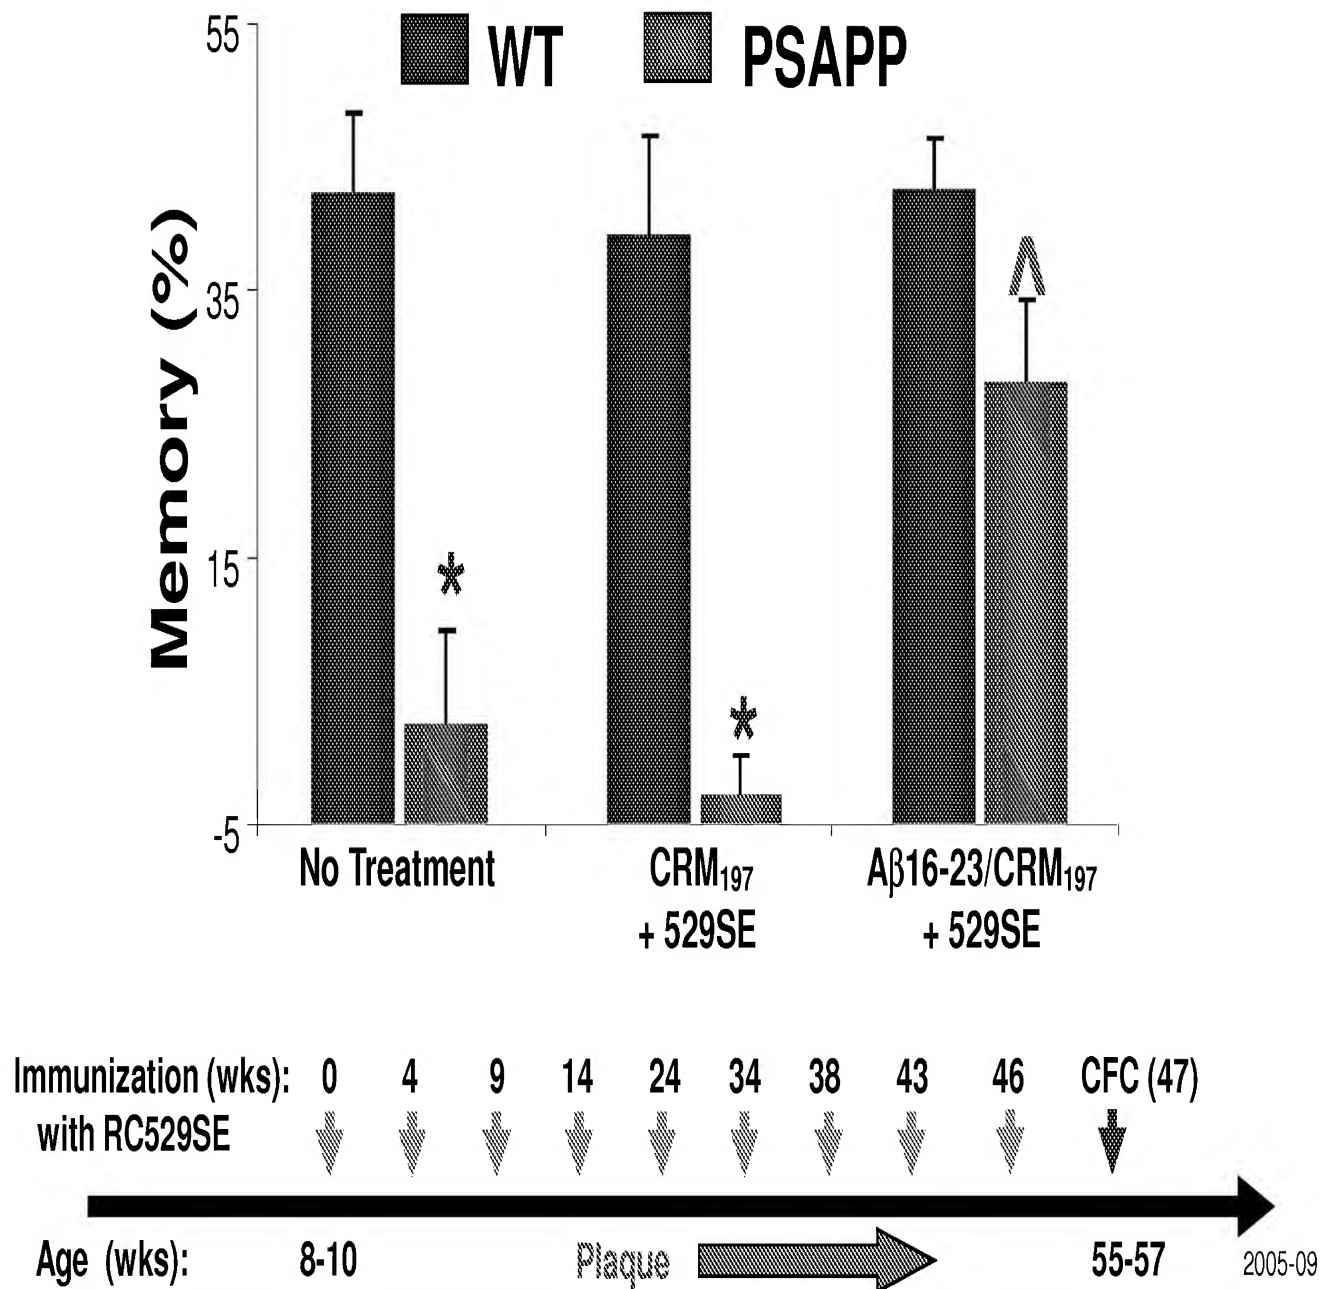 55
WT
PSAPP
Memory (%)
35
15
-5
*
*
^
No Treatment
CRM197
+ 529SE
Aβ16-23/CRM197
+ 529SE
Immunization (wks): 0 4 9 14 24 34 38 43 46 CFC (47)
with RC529SE
Age (wks): 8-10 Plaque 55-57 2005-09